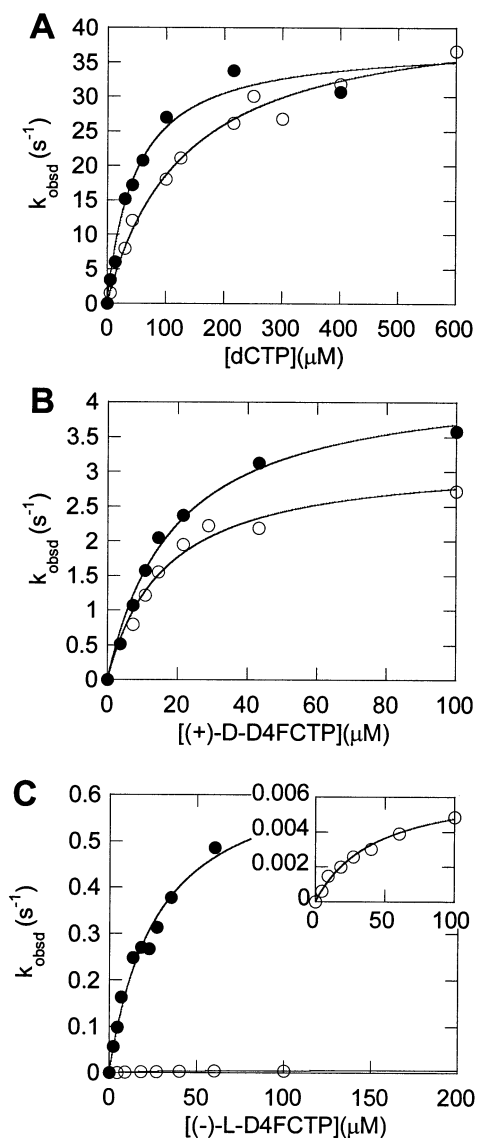 A
40
35
30
25
20
15
10
5
0
k_obsd (s⁻¹)
0 100 200 300 400 500 600
[dCTP](μM)
B
4
3.5
3
2.5
2
1.5
1
0.5
0
k_obsd (s⁻¹)
0 20 40 60 80 100
[(+)-D-D4FCTP](μM)
C
0.6
0.5
0.4
0.3
0.2
0.1
0
k_obsd (s⁻¹)
0.006
0.004
0.002
0
0 50 100
0 50 100 150 200
[(-)-L-D4FCTP](μM)